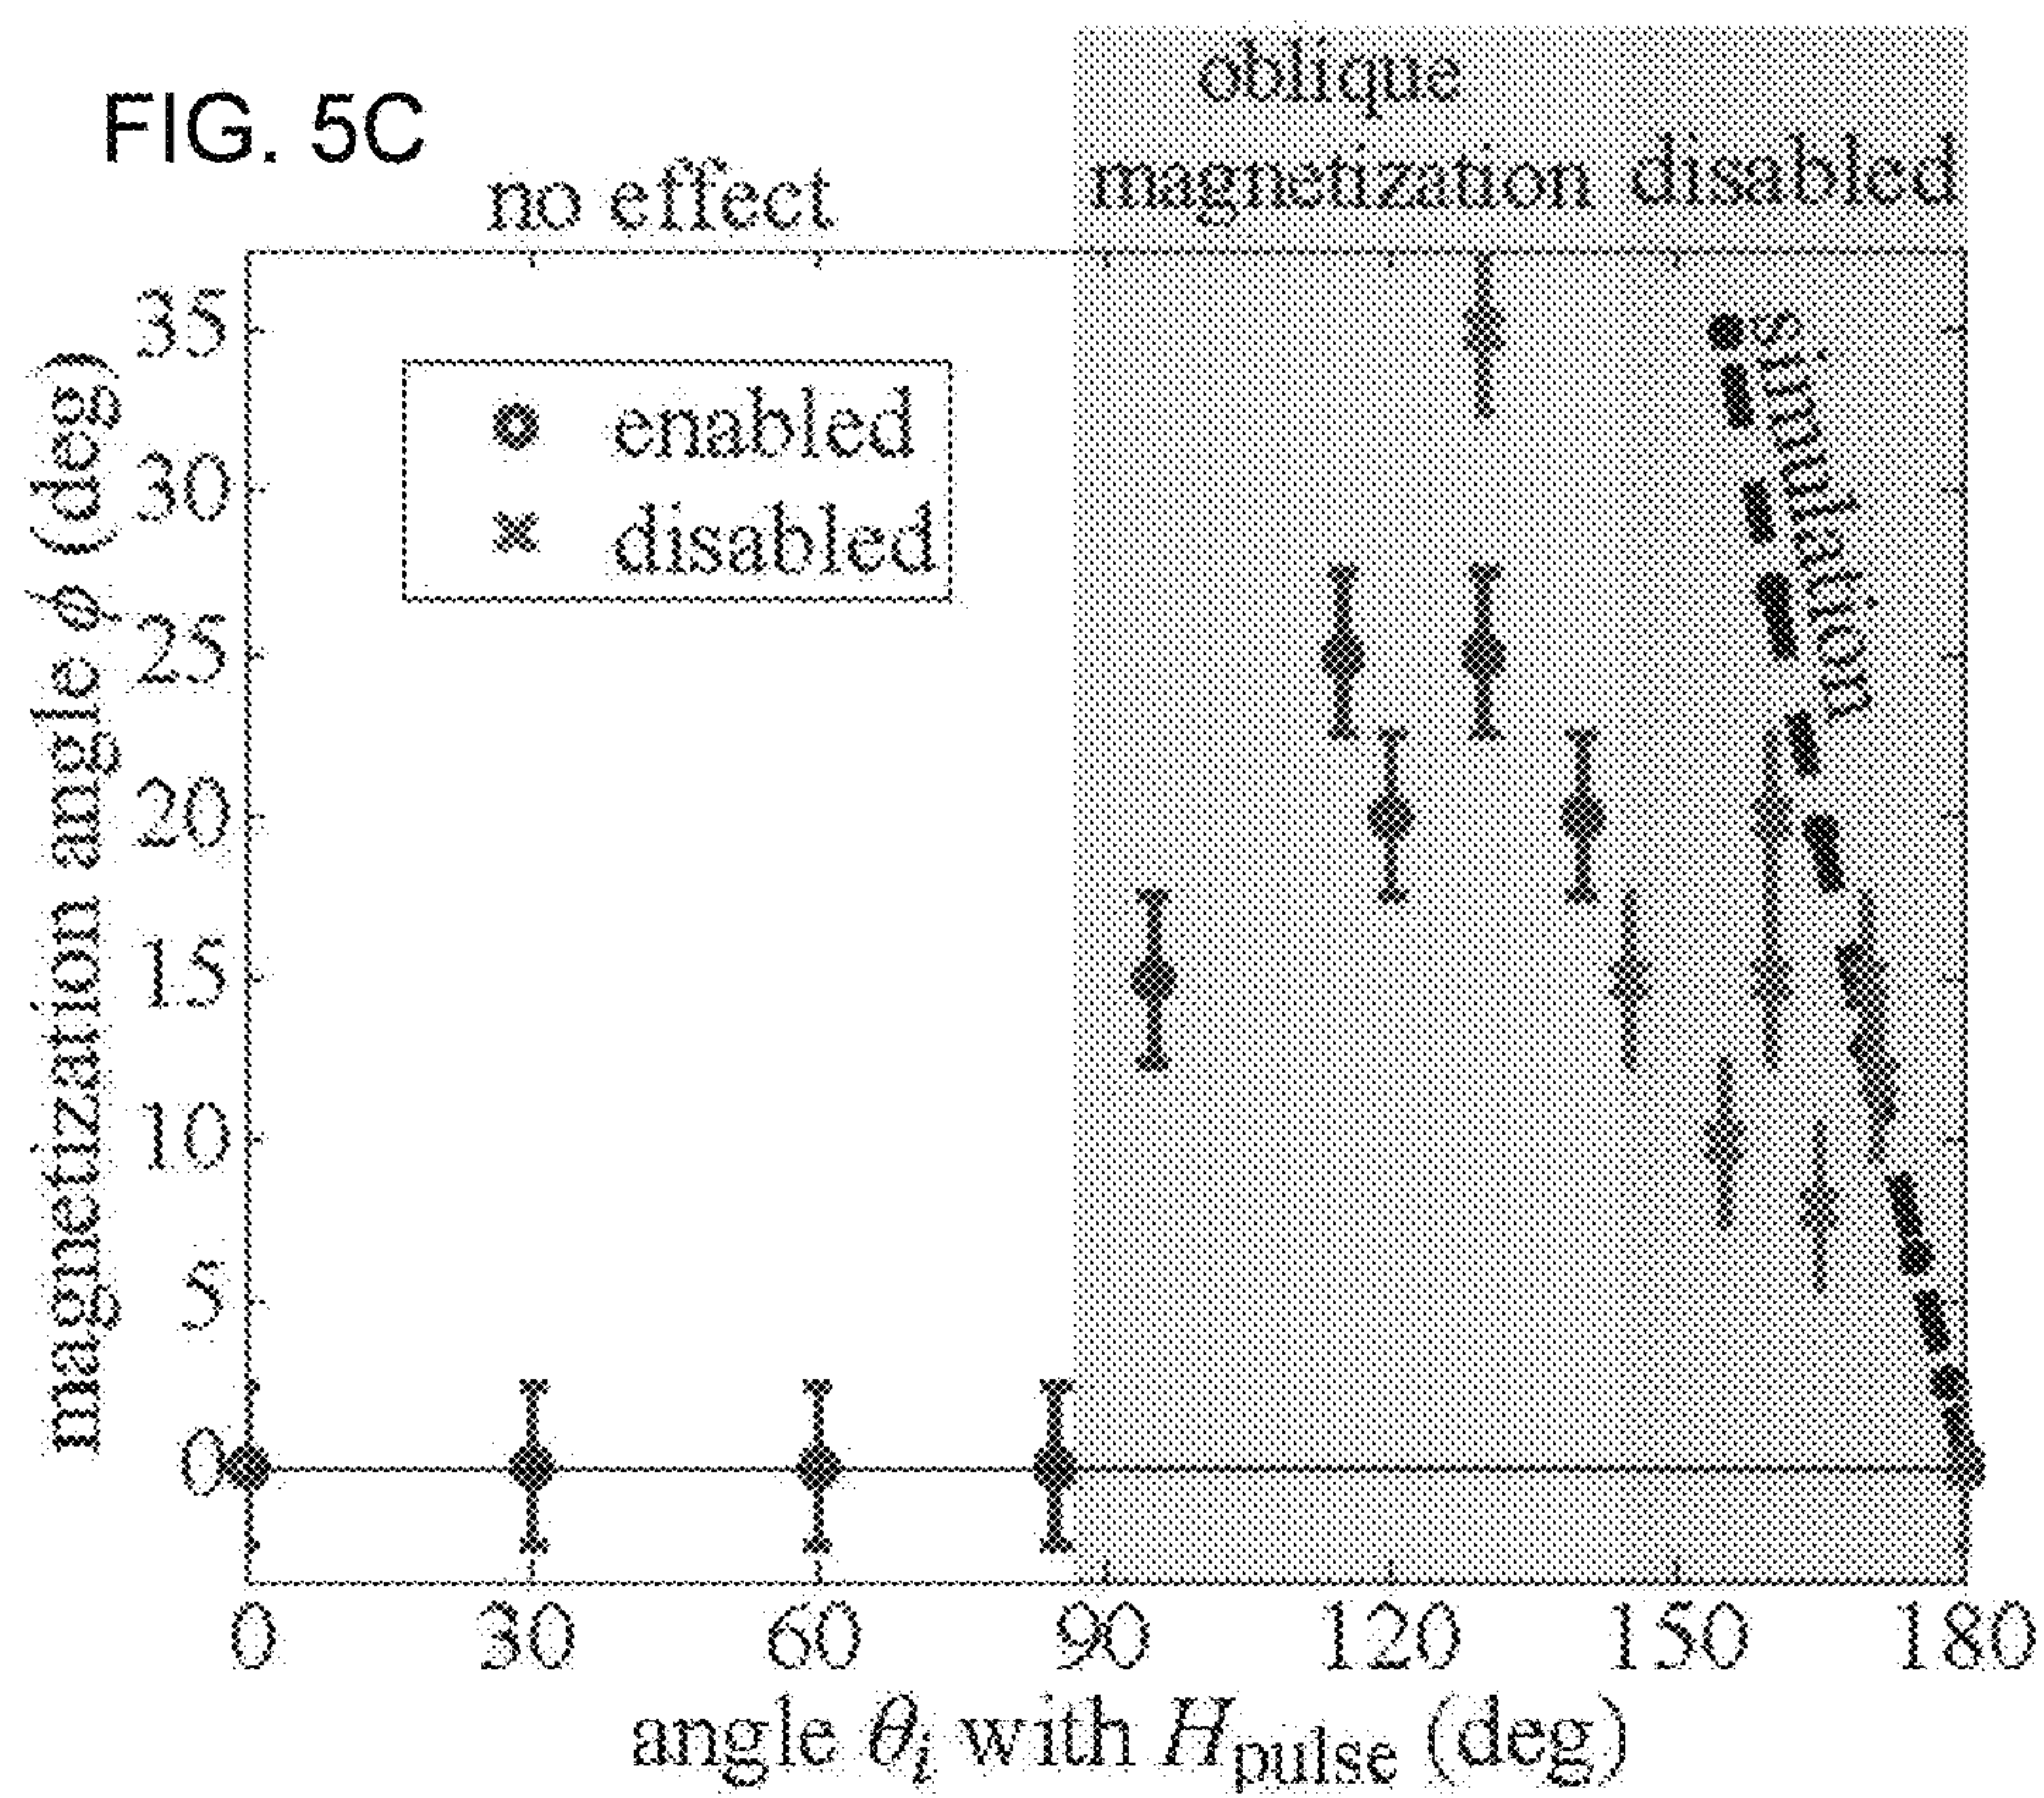 FIG. 5C
no effect
oblique
magnetization
disabled
magnetization angle ϕ (deg)
35
30
25
20
15
10
5
0
enabled
disabled
simulation
0 30 60 90 120 150 180
angle θi with Hpulse (deg)